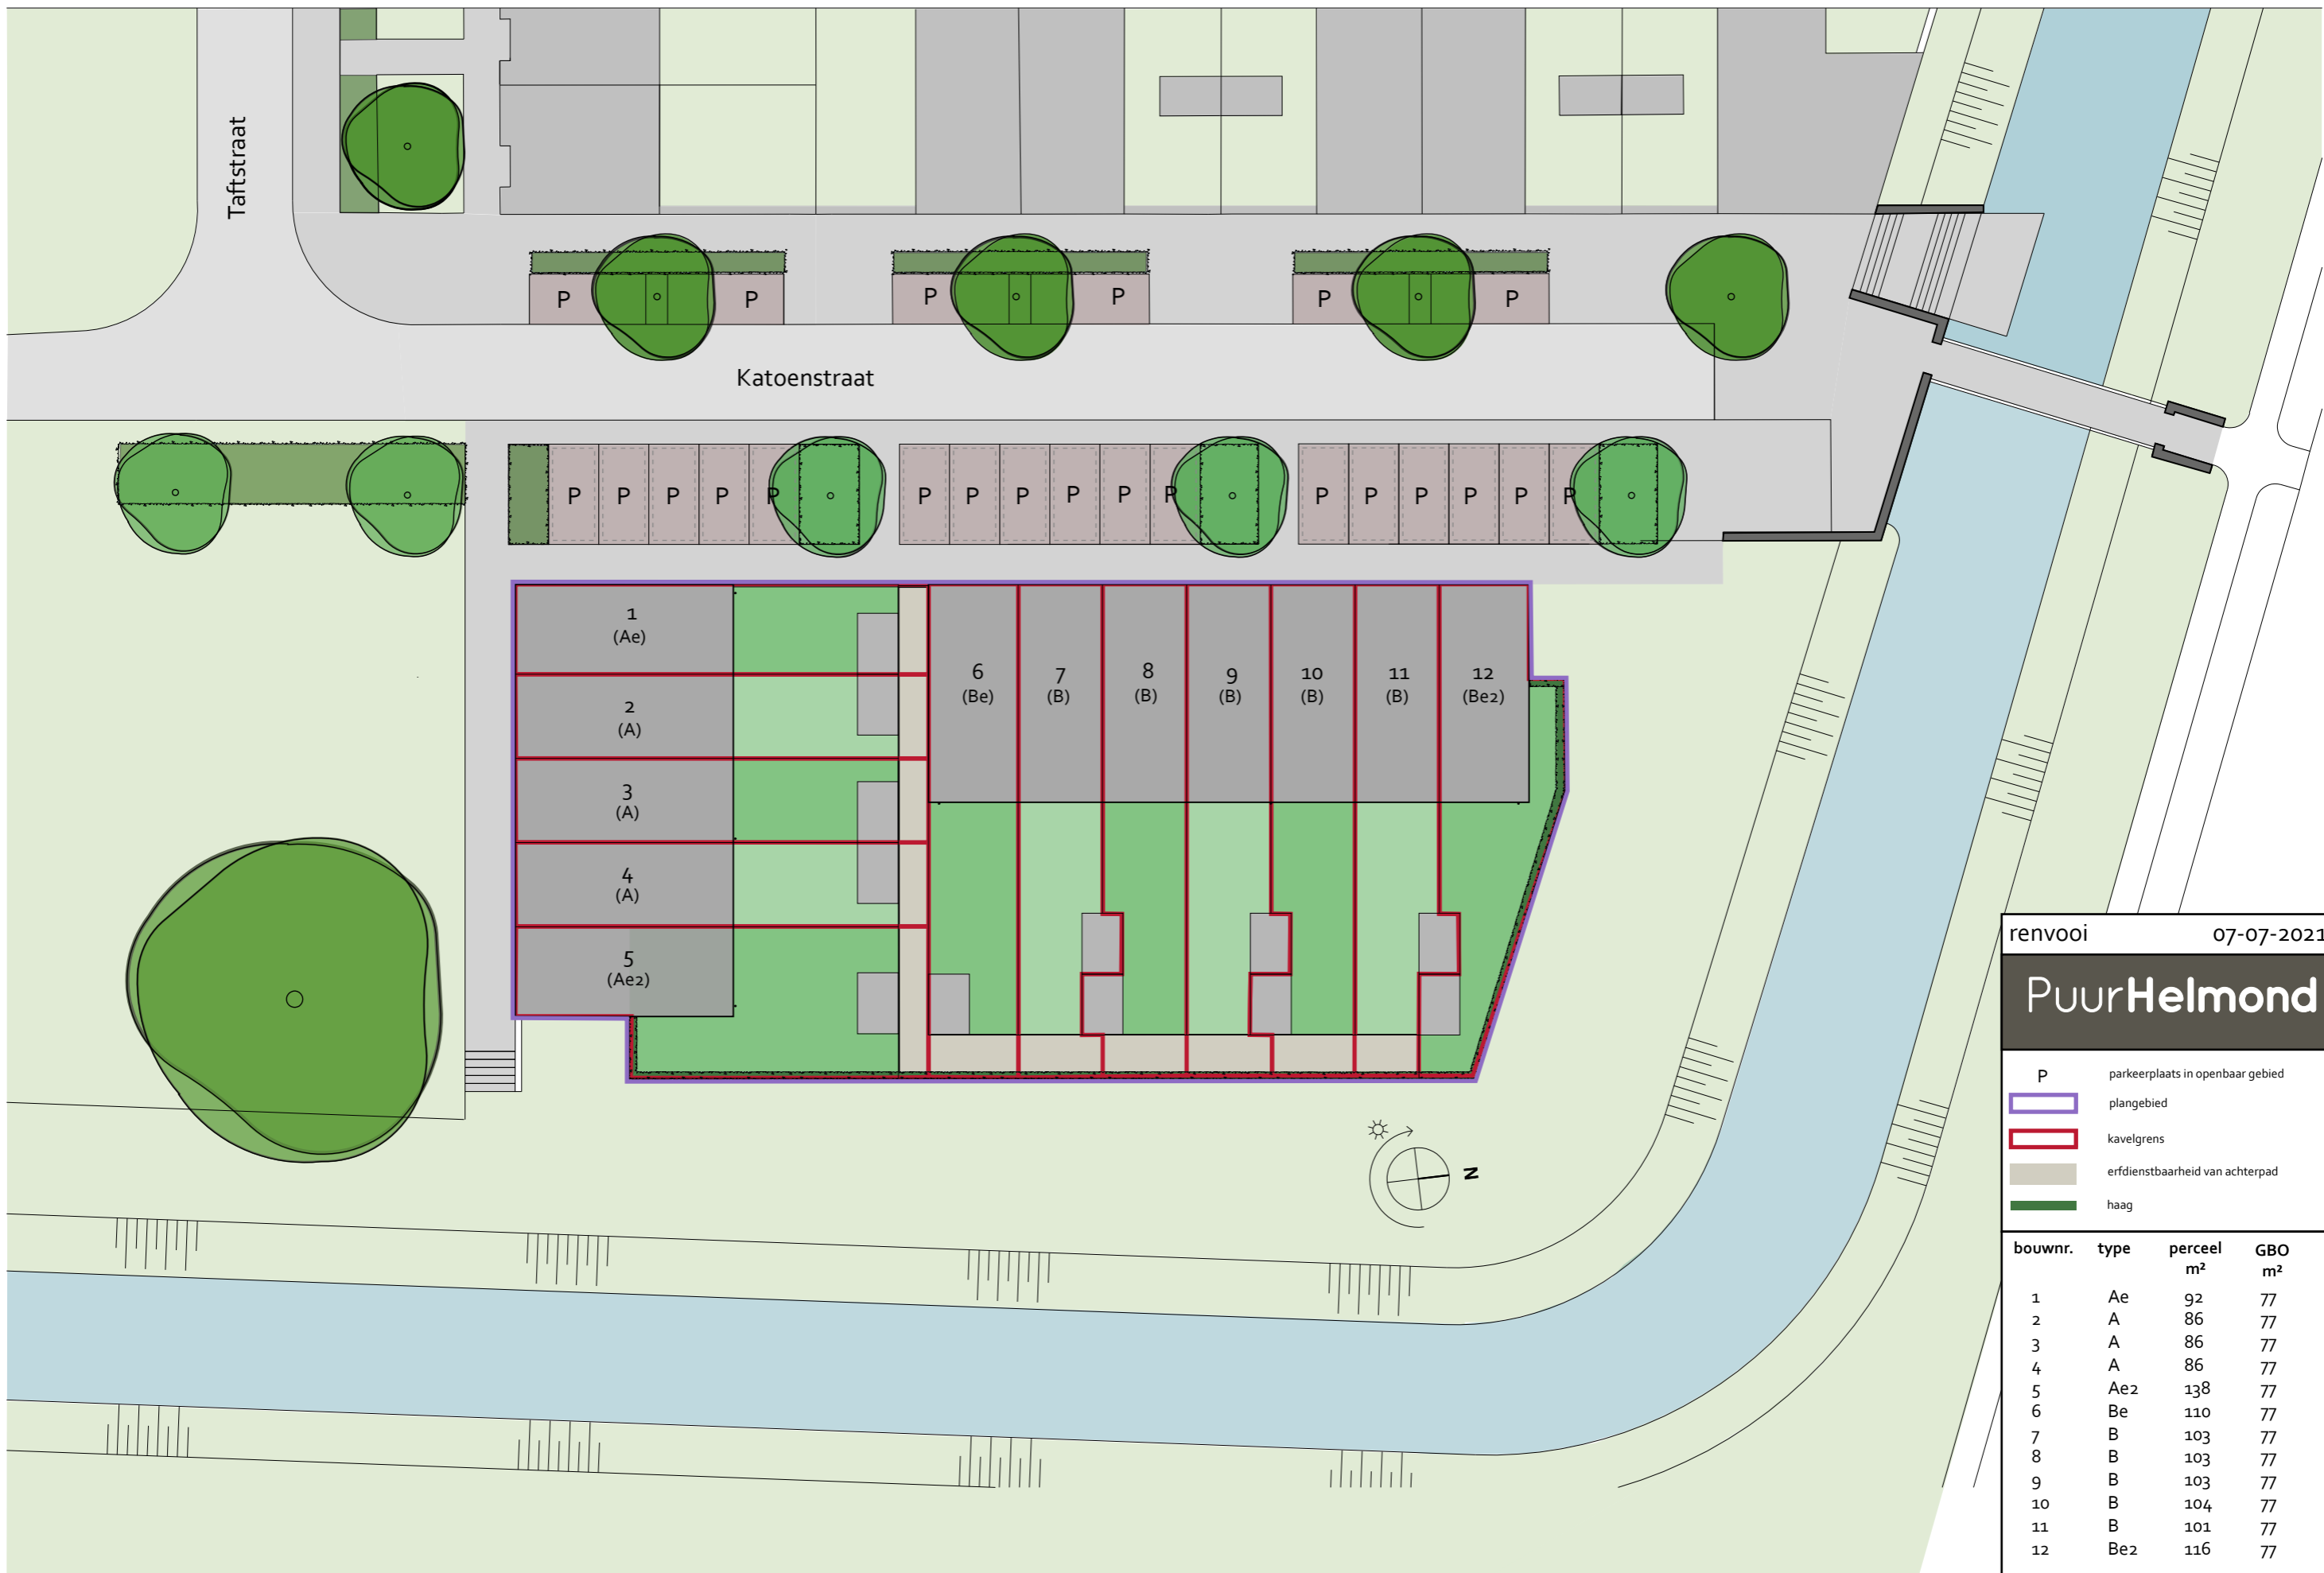 Taftstraat
P P P P P P
Katoenstraat
P P P P P P P P P P P P P P P P P
1
(Ae)
2
(A)
3
(A)
4
(A)
5
(Ae2)
6 7 8 9 10 11 12
(Be) (B) (B) (B) (B) (B) (Be2)
N
renvooi 07-07-2021
PuurHelmond
P parkeerplaats in openbaar gebied
plangebied
kavelgrens
erfdienstbaarheid van achterpad
haag
bouwnr. type perceel GBO
m² m²
1 Ae 92 77
2 A 86 77
3 A 86 77
4 A 86 77
5 Ae2 138 77
6 Be 110 77
7 B 103 77
8 B 103 77
9 B 103 77
10 B 104 77
11 B 101 77
12 Be2 116 77